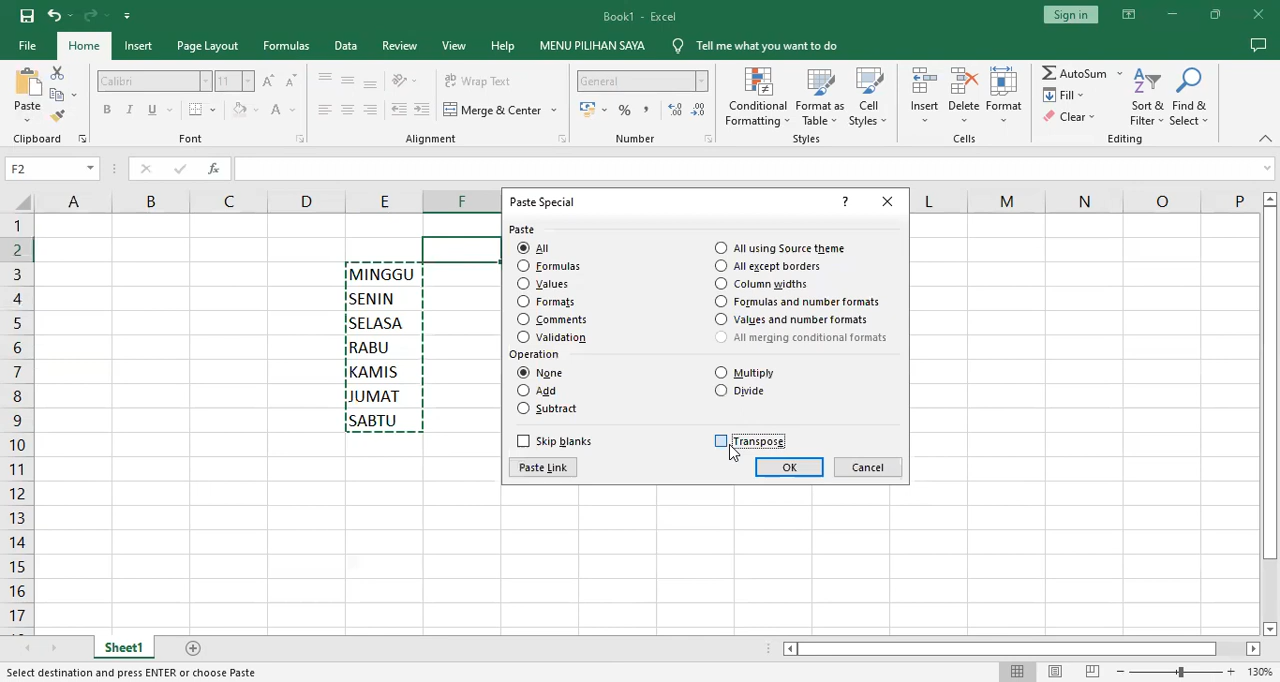 Book1 - Excel
Sign in
File Home Insert Page Layout Formulas Data Review View Help MENU PILIHAN SAYA Tell me what you want to do
Paste
Clipboard
Calibri 11
B I U A
Font
Wrap Text
Merge & Center
Alignment
General
%
Number
Conditional
Formatting
Format as
Table
Cell
Styles
Styles
Insert Delete Format
Cells
AutoSum
Fill
Clear
Sort &
Filter
Find &
Select
Editing
F2
fx
A B C D E F L M N O P
1
2
3 MINGGU
4 SENIN
5 SELASA
6 RABU
7 KAMIS
8 JUMAT
9 SABTU
10
11
12
13
14
15
16
17
Paste Special ?
Paste
All All using Source theme
Formulas All except borders
Values Column widths
Formats Formulas and number formats
Comments Values and number formats
Validation All merging conditional formats
Operation
None Multiply
Add Divide
Subtract
Skip blanks Transpose
Paste Link OK Cancel
Sheet1
Select destination and press ENTER or choose Paste
130%